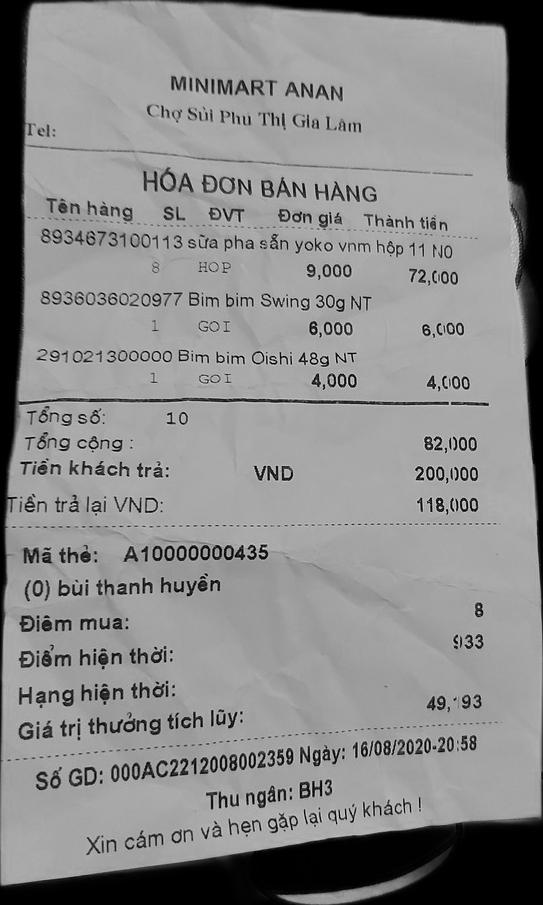 MINIMART ANAN
Chợ Sủi Phu Thị Gia Lâm
Tel:
HÓA ĐƠN BÁN HÀNG
Tên hàng SL ĐVT Đơn giá Thành tiền
8934673100113 sữa pha sẵn yoko vnm hộp 11 N0
8 HOP 9,000 72,000
8936036020977 Bim bim Swing 30g NT
1 GOI 6,000 6,000
291021300000 Bim bim Oishi 48g NT
1 GOI 4,000 4,000
Tổng số: 10
Tổng cộng : 82,000
Tiền khách trả: VND 200,000
Tiền trả lại VND: 118,000
Mã thẻ: A10000000435
(0) bùi thanh huyền
Điểm mua: 8
Điểm hiện thời: 933
Hạng hiện thời:
Giá trị thưởng tích lũy:
Số GD: 000AC2212008002359 Ngày: 16/08/2020-20:58
Thu ngân: BH3
Xin cám ơn và hẹn gặp lại quý khách !